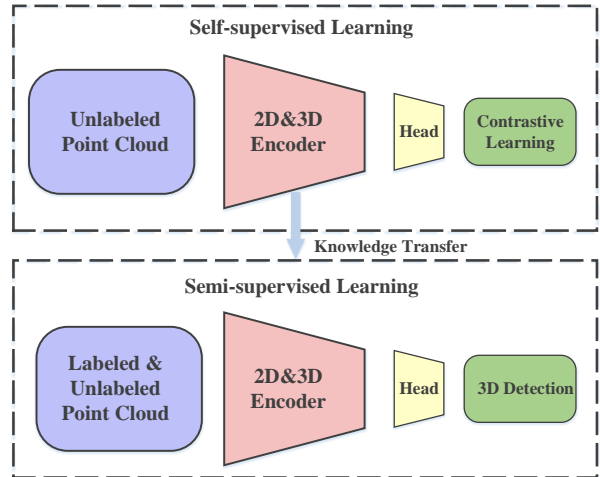 Self-supervised Learning
Unlabeled
Point Cloud
2D&3D
Encoder
Head
Contrastive
Learning
Knowledge Transfer
Semi-supervised Learning
Labeled &
Unlabeled
Point Cloud
2D&3D
Encoder
Head
3D Detection